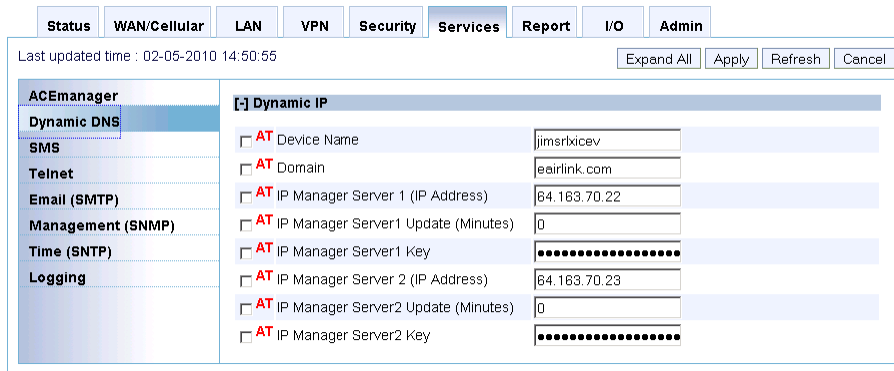 Status WAN/Cellular LAN VPN Security Services Report I/O Admin
Last updated time : 02-05-2010 14:50:55 Expand All Apply Refresh Cancel
ACEmanager
Dynamic DNS
SMS
Telnet
Email (SMTP)
Management (SNMP)
Time (SNTP)
Logging
[-] Dynamic IP
AT Device Name jimsrlxicev
AT Domain eairlink.com
AT IP Manager Server 1 (IP Address) 64.163.70.22
AT IP Manager Server1 Update (Minutes) 0
AT IP Manager Server1 Key ●●●●●●●●●●●●●●●●●●
AT IP Manager Server 2 (IP Address) 64.163.70.23
AT IP Manager Server2 Update (Minutes) 0
AT IP Manager Server2 Key ●●●●●●●●●●●●●●●●●●